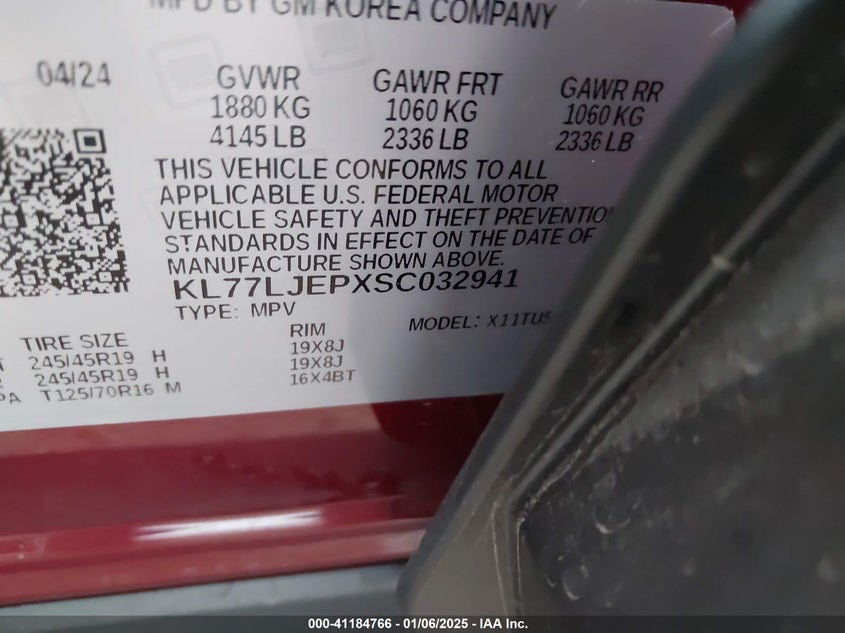 MFD BY GM KOREA COMPANY
04/24 GVWR GAWR FRT GAWR RR
1880 KG 1060 KG 1060 KG
4145 LB 2336 LB 2336 LB
THIS VEHICLE CONFORMS TO ALL
APPLICABLE U.S. FEDERAL MOTOR
VEHICLE SAFETY AND THEFT PREVENTIO
STANDARDS IN EFFECT ON THE DATE OF
MANUFACTURE SHOWN ABOVE.
KL77LJEPXSC032941
TYPE: MPV MODEL: X11TU5
TIRE SIZE RIM
245/45R19 H 19X8J
245/45R19 H 19X8J
PA T125/70R16 M 16X4BT
000-41184766 — 01/06/2025 — IAA Inc.